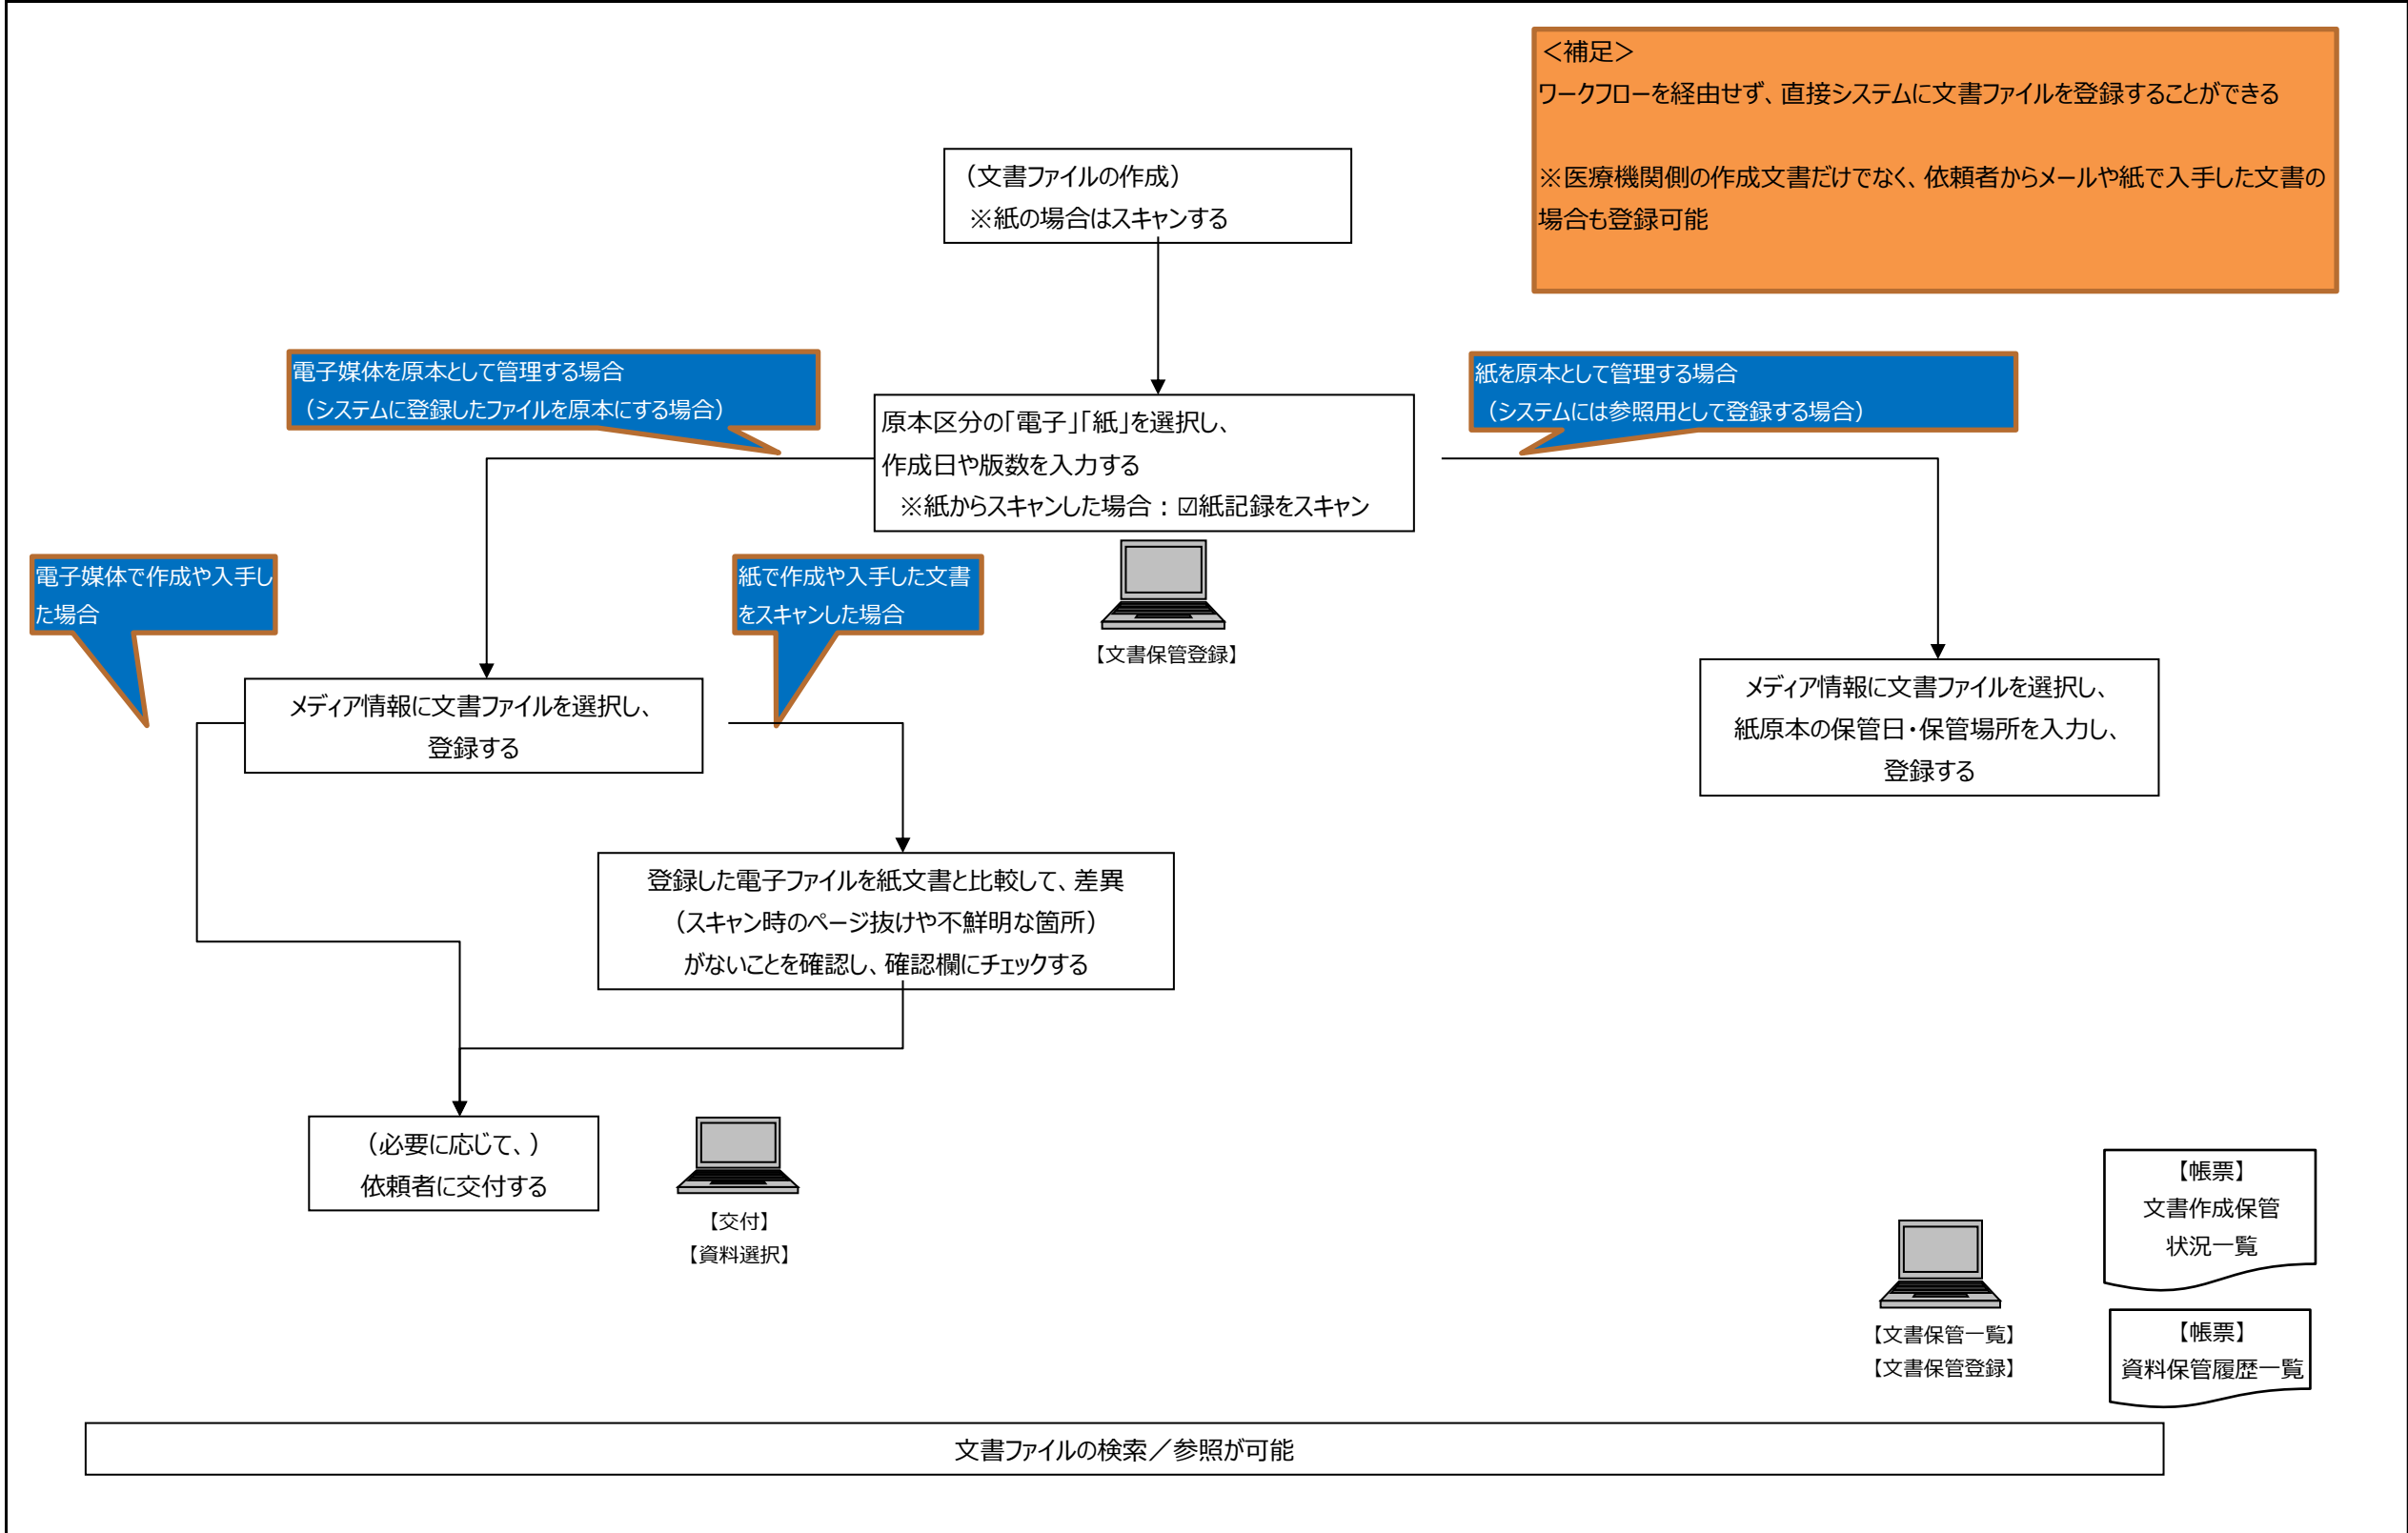 ＜補足＞
ワークフローを経由せず、直接システムに文書ファイルを登録することができる
※医療機関側の作成文書だけでなく、依頼者からメールや紙で入手した文書の
場合も登録可能
（文書ファイルの作成）
※紙の場合はスキャンする
電子媒体を原本として管理する場合
（システムに登録したファイルを原本にする場合）
紙を原本として管理する場合
（システムには参照用として登録する場合）
原本区分の「電子」「紙」を選択し、
作成日や版数を入力する
※紙からスキャンした場合：☑紙記録をスキャン
【文書保管登録】
電子媒体で作成や入手し
た場合
紙で作成や入手した文書
をスキャンした場合
メディア情報に文書ファイルを選択し、
登録する
メディア情報に文書ファイルを選択し、
紙原本の保管日・保管場所を入力し、
登録する
登録した電子ファイルを紙文書と比較して、差異
（スキャン時のページ抜けや不鮮明な箇所）
がないことを確認し、確認欄にチェックする
（必要に応じて、）
依頼者に交付する
【交付】
【資料選択】
【文書保管一覧】
【文書保管登録】
【帳票】
文書作成保管
状況一覧
【帳票】
資料保管履歴一覧
文書ファイルの検索／参照が可能